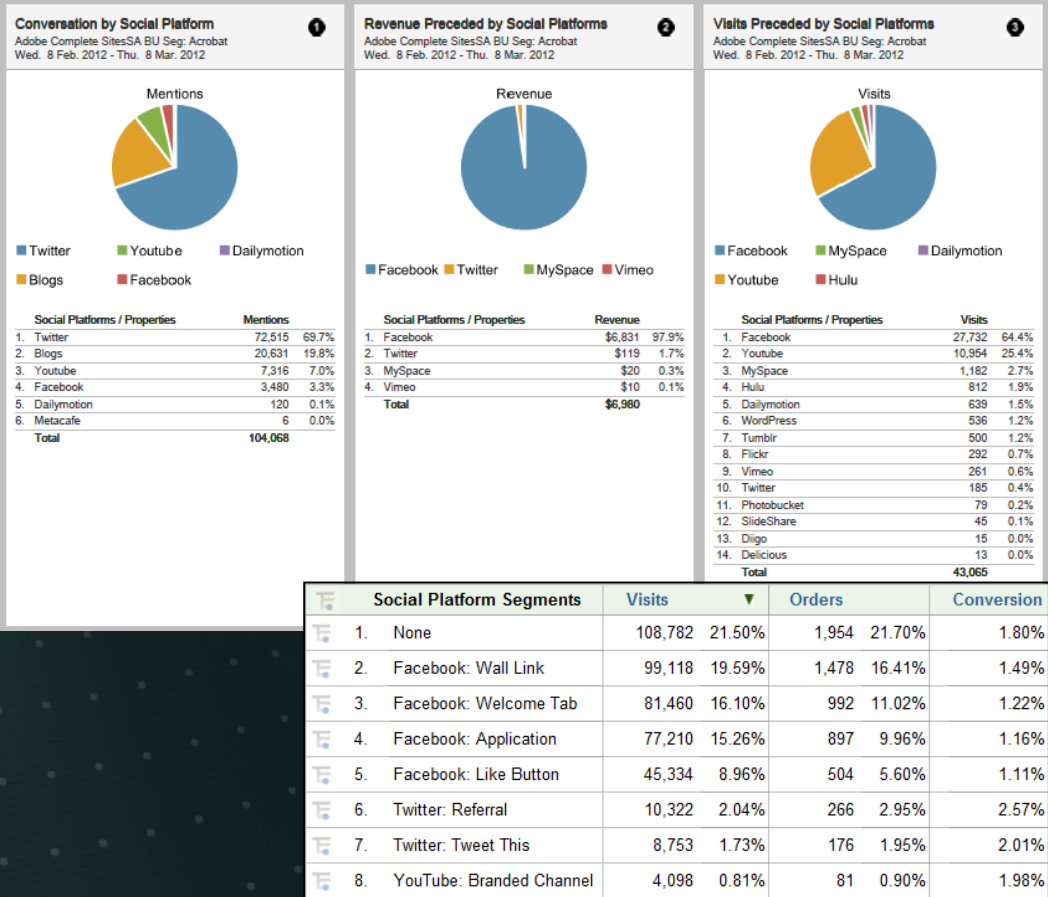 Conversation by Social Platform
1
Adobe Complete SitesSA BU Seg: Acrobat
Wed. 8 Feb. 2012 - Thu. 8 Mar. 2012
Mentions
Twitter Youtube Dailymotion
Blogs Facebook
Social Platforms / Properties Mentions
1. Twitter 72,515 69.7%
2. Blogs 20,631 19.8%
3. Youtube 7,316 7.0%
4. Facebook 3,480 3.3%
5. Dailymotion 120 0.1%
6. Metacafe 6 0.0%
Total 104,068
Revenue Preceded by Social Platforms
2
Adobe Complete SitesSA BU Seg: Acrobat
Wed. 8 Feb. 2012 - Thu. 8 Mar. 2012
Revenue
Facebook Twitter MySpace Vimeo
Social Platforms / Properties Revenue
1. Facebook $6,831 97.9%
2. Twitter $119 1.7%
3. MySpace $20 0.3%
4. Vimeo $10 0.1%
Total $6,980
Visits Preceded by Social Platforms
3
Adobe Complete SitesSA BU Seg: Acrobat
Wed. 8 Feb. 2012 - Thu. 8 Mar. 2012
Visits
Facebook MySpace Dailymotion
Youtube Hulu
Social Platforms / Properties Visits
1. Facebook 27,732 64.4%
2. Youtube 10,954 25.4%
3. MySpace 1,182 2.7%
4. Hulu 812 1.9%
5. Dailymotion 639 1.5%
6. WordPress 536 1.2%
7. Tumblr 500 1.2%
8. Flickr 292 0.7%
9. Vimeo 261 0.6%
10. Twitter 185 0.4%
11. Photobucket 79 0.2%
12. SlideShare 45 0.1%
13. Diigo 15 0.0%
14. Delicious 13 0.0%
Total 43,065
Social Platform Segments Visits ▼ Orders Conversion
1. None 108,782 21.50% 1,954 21.70% 1.80%
2. Facebook: Wall Link 99,118 19.59% 1,478 16.41% 1.49%
3. Facebook: Welcome Tab 81,460 16.10% 992 11.02% 1.22%
4. Facebook: Application 77,210 15.26% 897 9.96% 1.16%
5. Facebook: Like Button 45,334 8.96% 504 5.60% 1.11%
6. Twitter: Referral 10,322 2.04% 266 2.95% 2.57%
7. Twitter: Tweet This 8,753 1.73% 176 1.95% 2.01%
8. YouTube: Branded Channel 4,098 0.81% 81 0.90% 1.98%